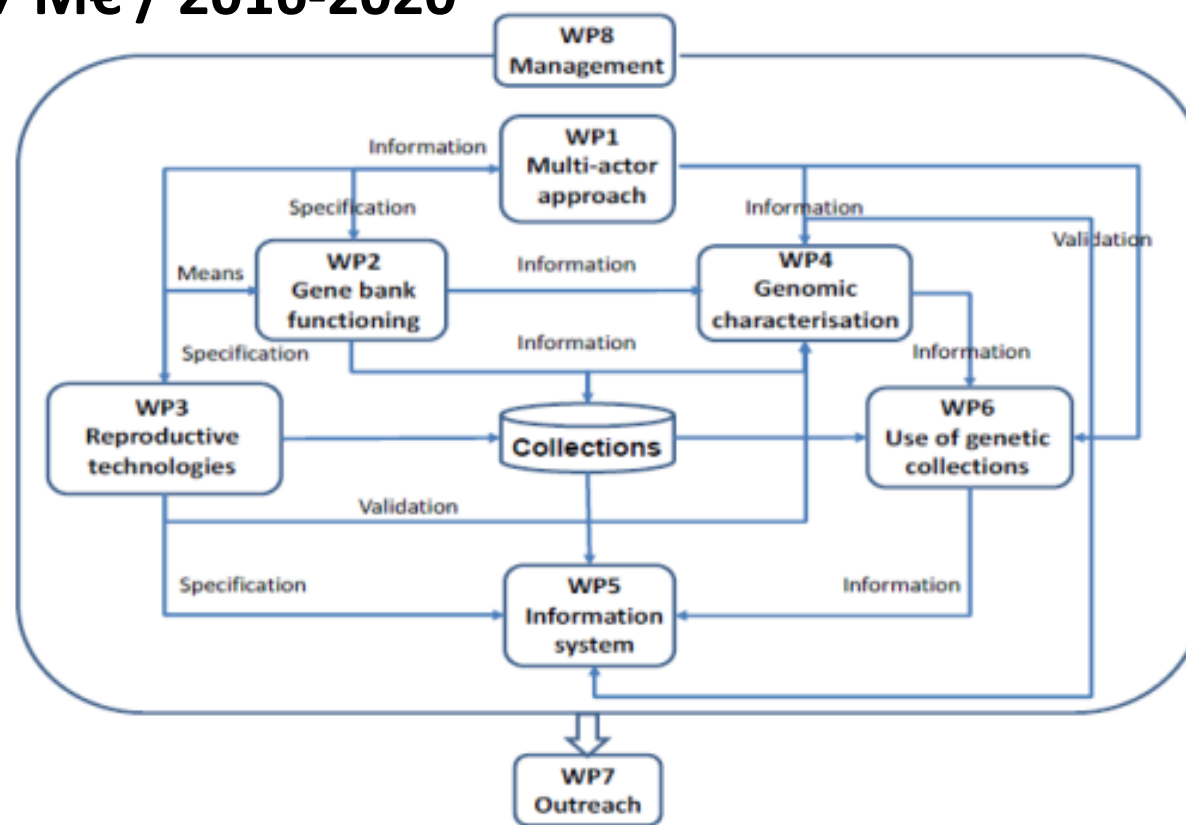 M€ / 2016-2020
WP8
Management
WP1
Multi-actor
approach
Information
Specification
Information
Validation
WP2
Gene bank
functioning
Means
Information
WP4
Genomic
characterisation
Specification
Information
Information
WP3
Reproductive
technologies
Collections
WP6
Use of genetic
collections
Validation
Specification
WP5
Information
system
Information
WP7
Outreach